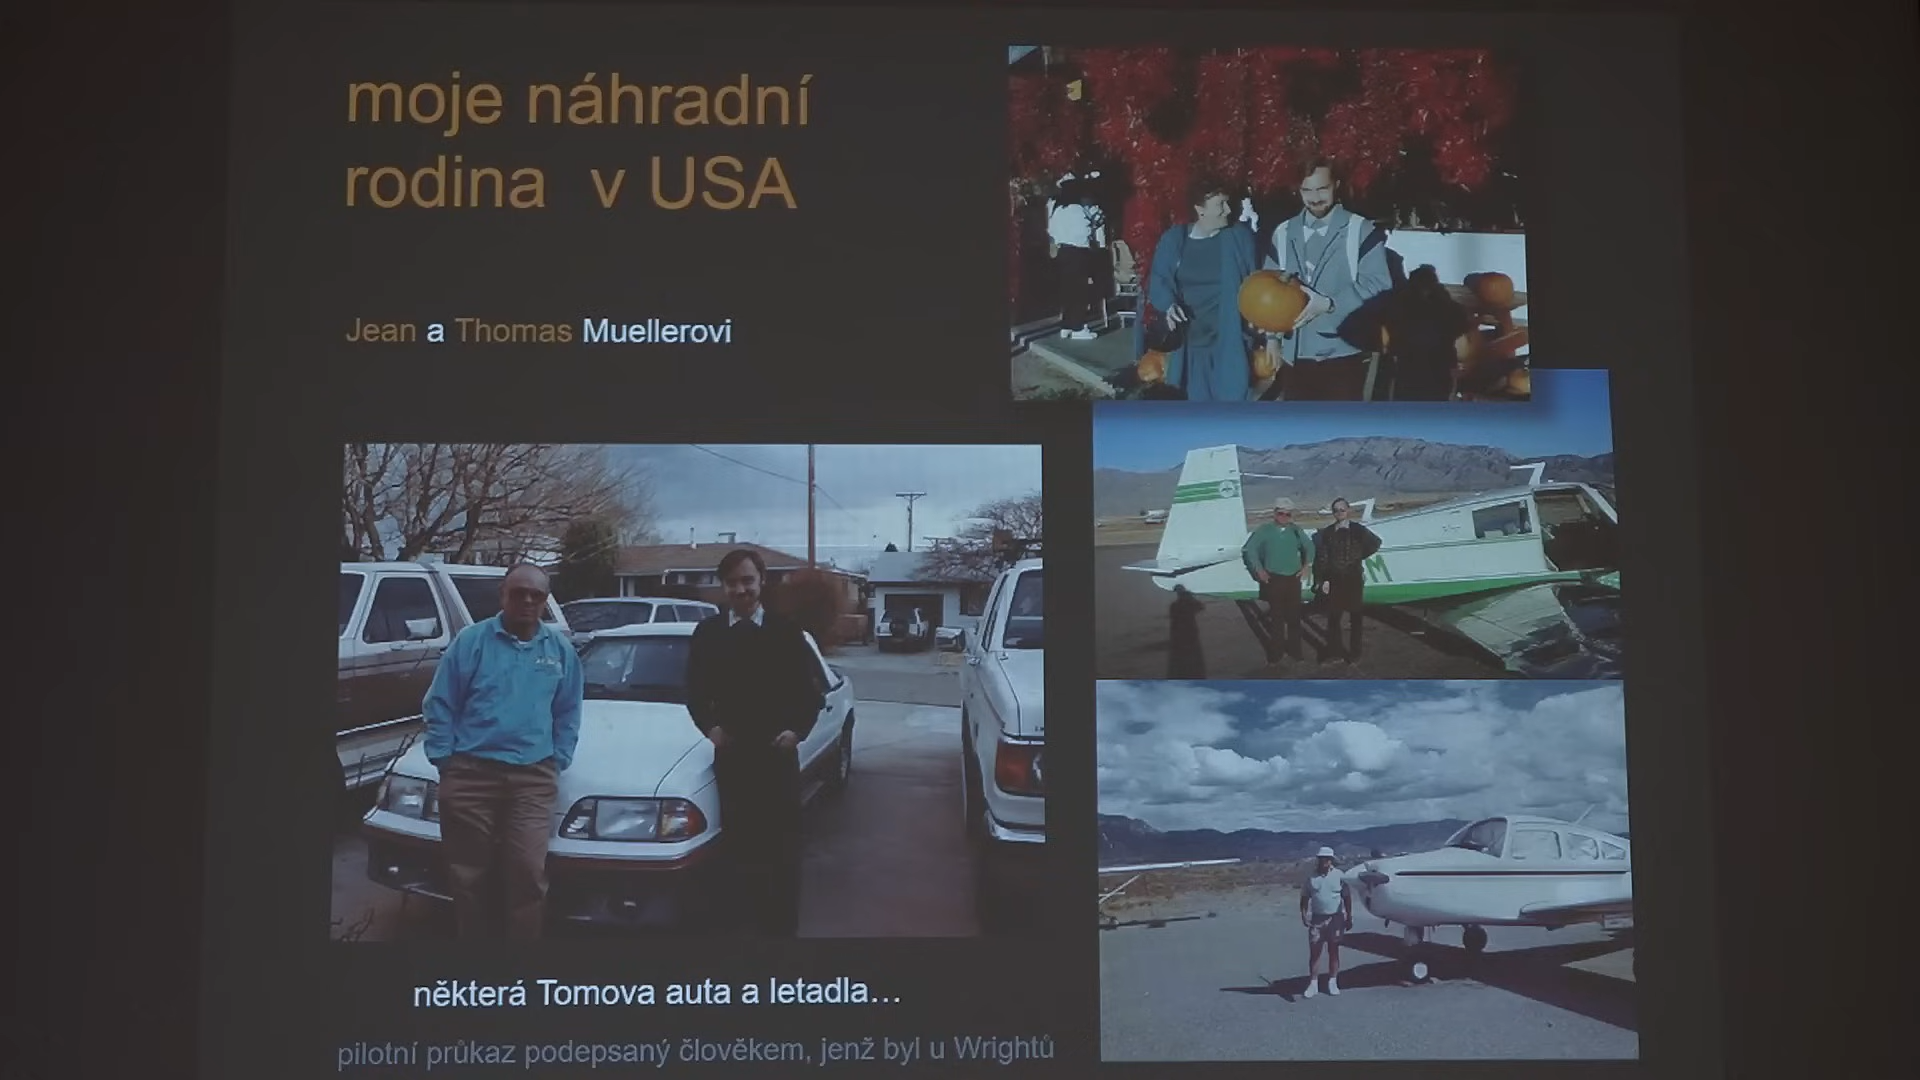 moje náhradní
rodina v USA
Jean a Thomas Muellerovi
některá Tomova auta a letadla…
pilotní průkaz podepsaný člověkem, jenž byl u Wrightů
M